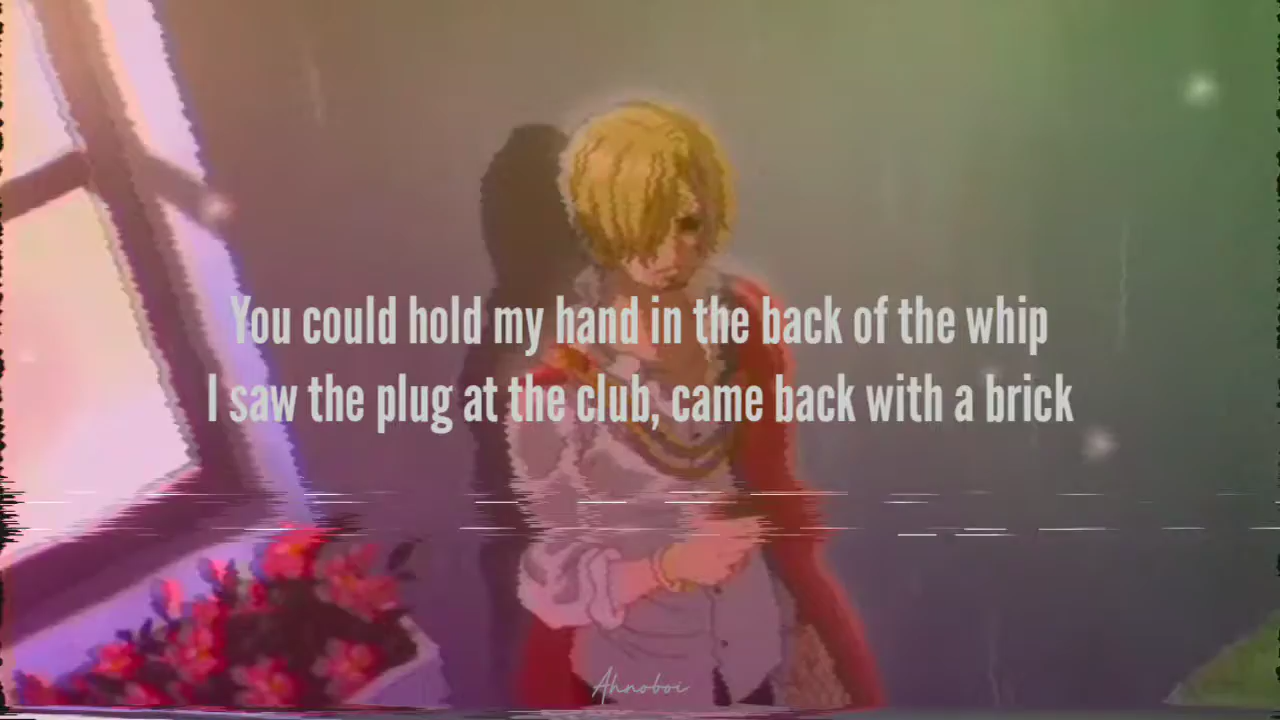 You could hold my hand in the back of the whip
I saw the plug at the club, came back with a brick
Ahnoboi